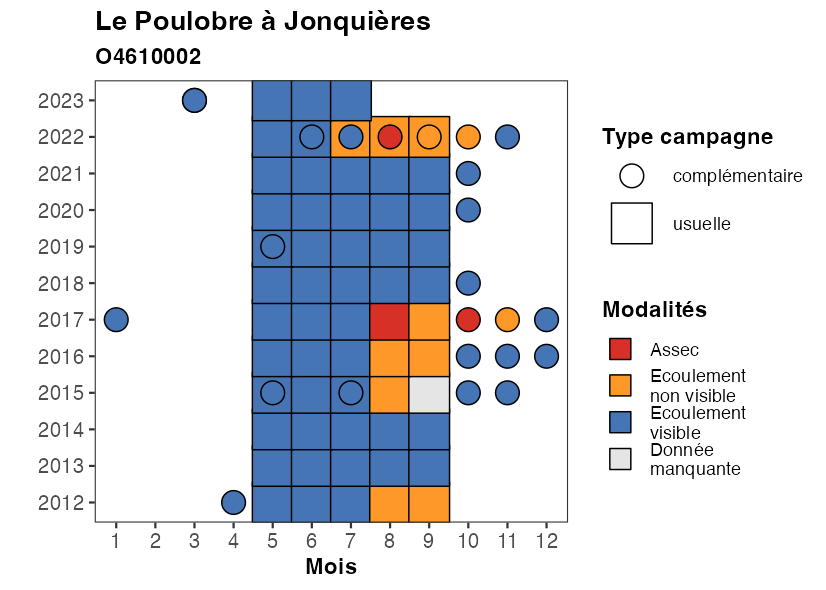 Le Poulobre à Jonquières
O4610002
2023
2022
2021
2020
2019
2018
2017
2016
2015
2014
2013
2012
1 2 3 4 5 6 7 8 9 10 11 12
Mois
Type campagne
complémentaire
usuelle
Modalités
Assec
Ecoulement
non visible
Ecoulement
visible
Donnée
manquante